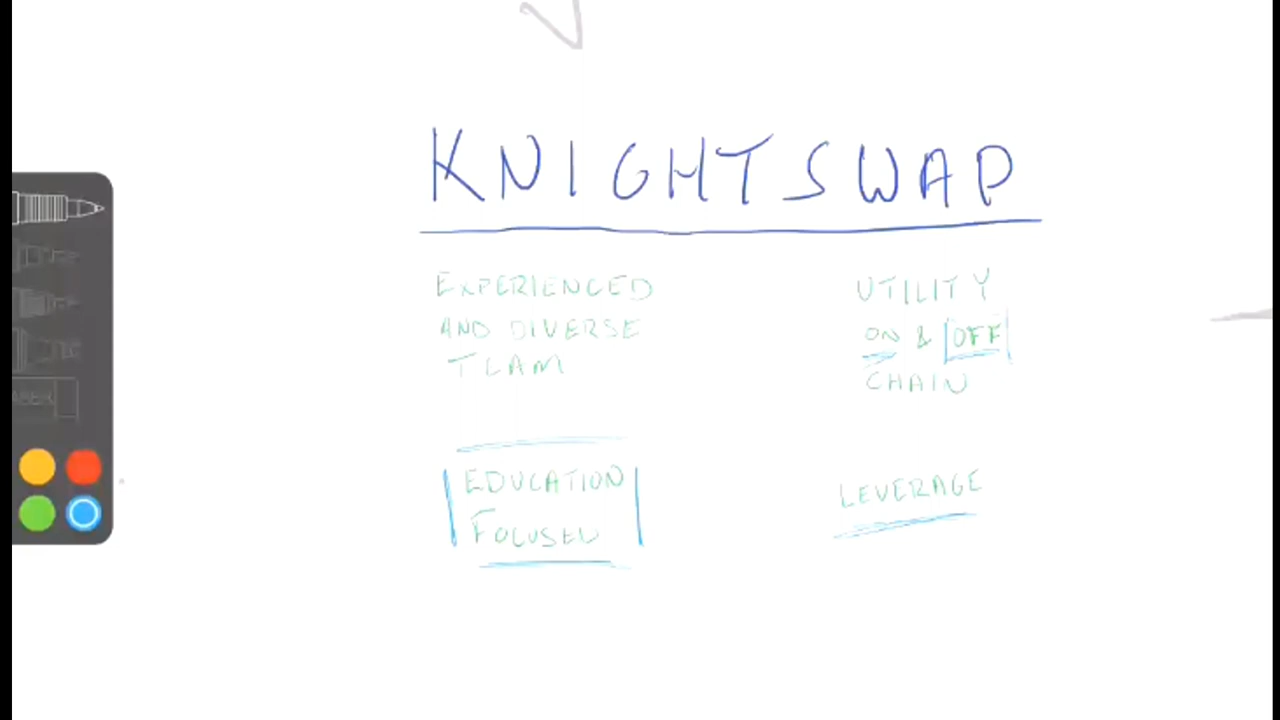 KNIGHTSWAP
EXPERIENCED
AND DIVERSE
TEAM
UTILITY
ON & OFF
CHAIN
EDUCATION
FOCUSED
LEVERAGE